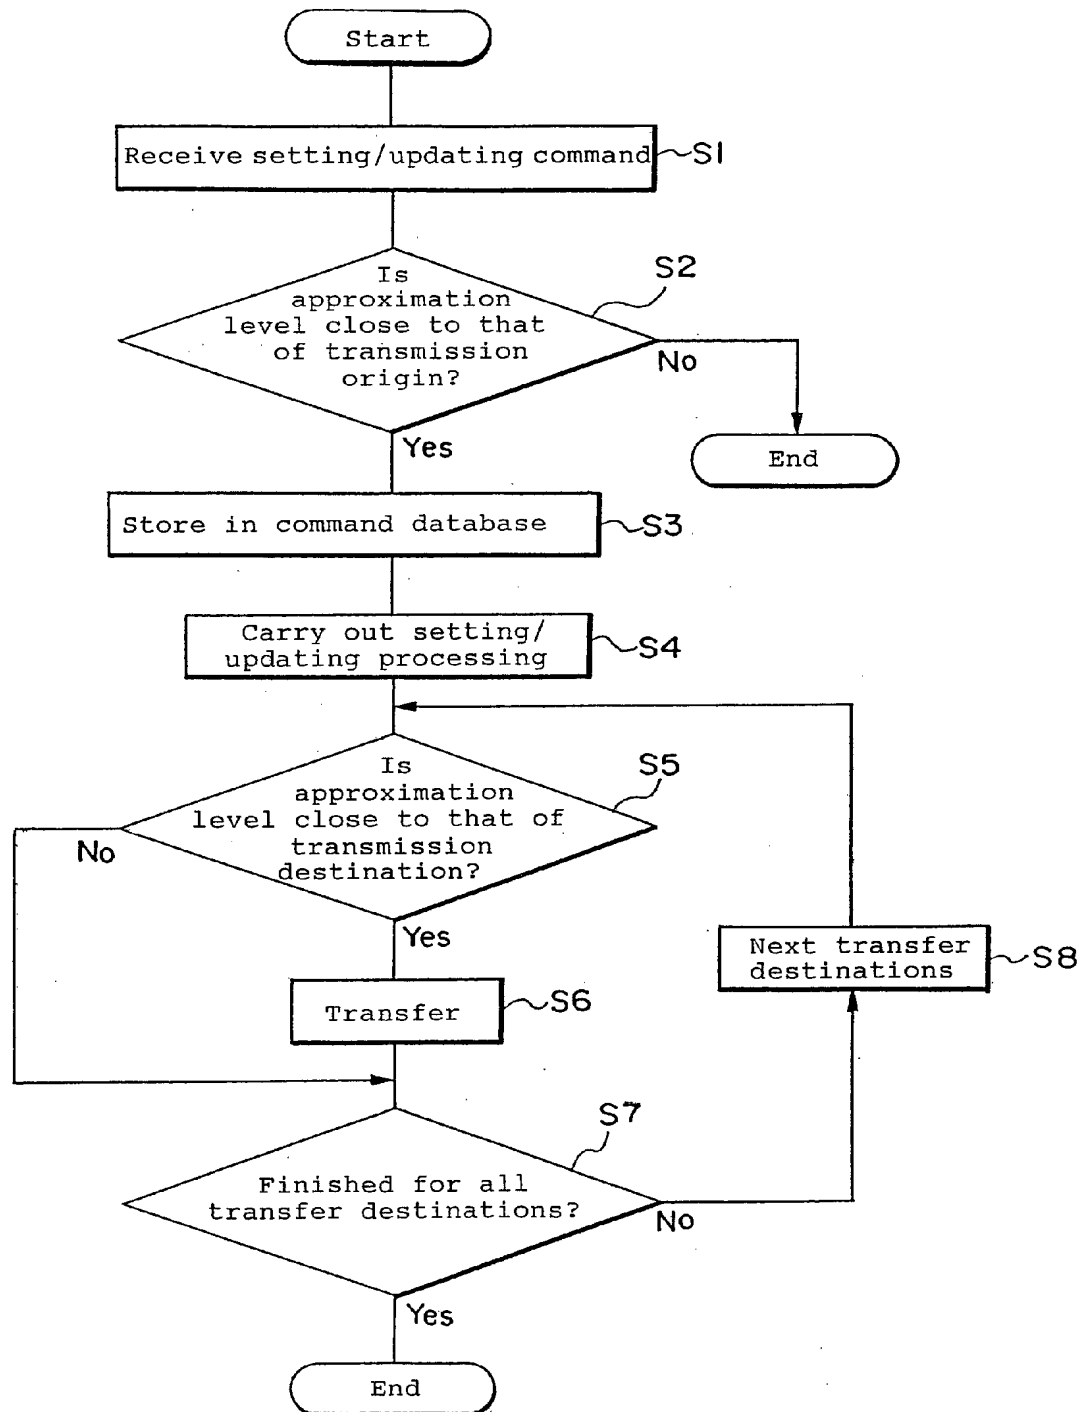 Start
Receive setting/updating command
S1
Is
approximation
level close to that
of transmission
origin?
S2
No
Yes
End
Store in command database
S3
Carry out setting/
updating processing
S4
Is
approximation
level close to that of
transmission
destination?
S5
No
Yes
Next transfer
destinations
S8
Transfer
S6
S7
Finished for all
transfer destinations?
No
Yes
End